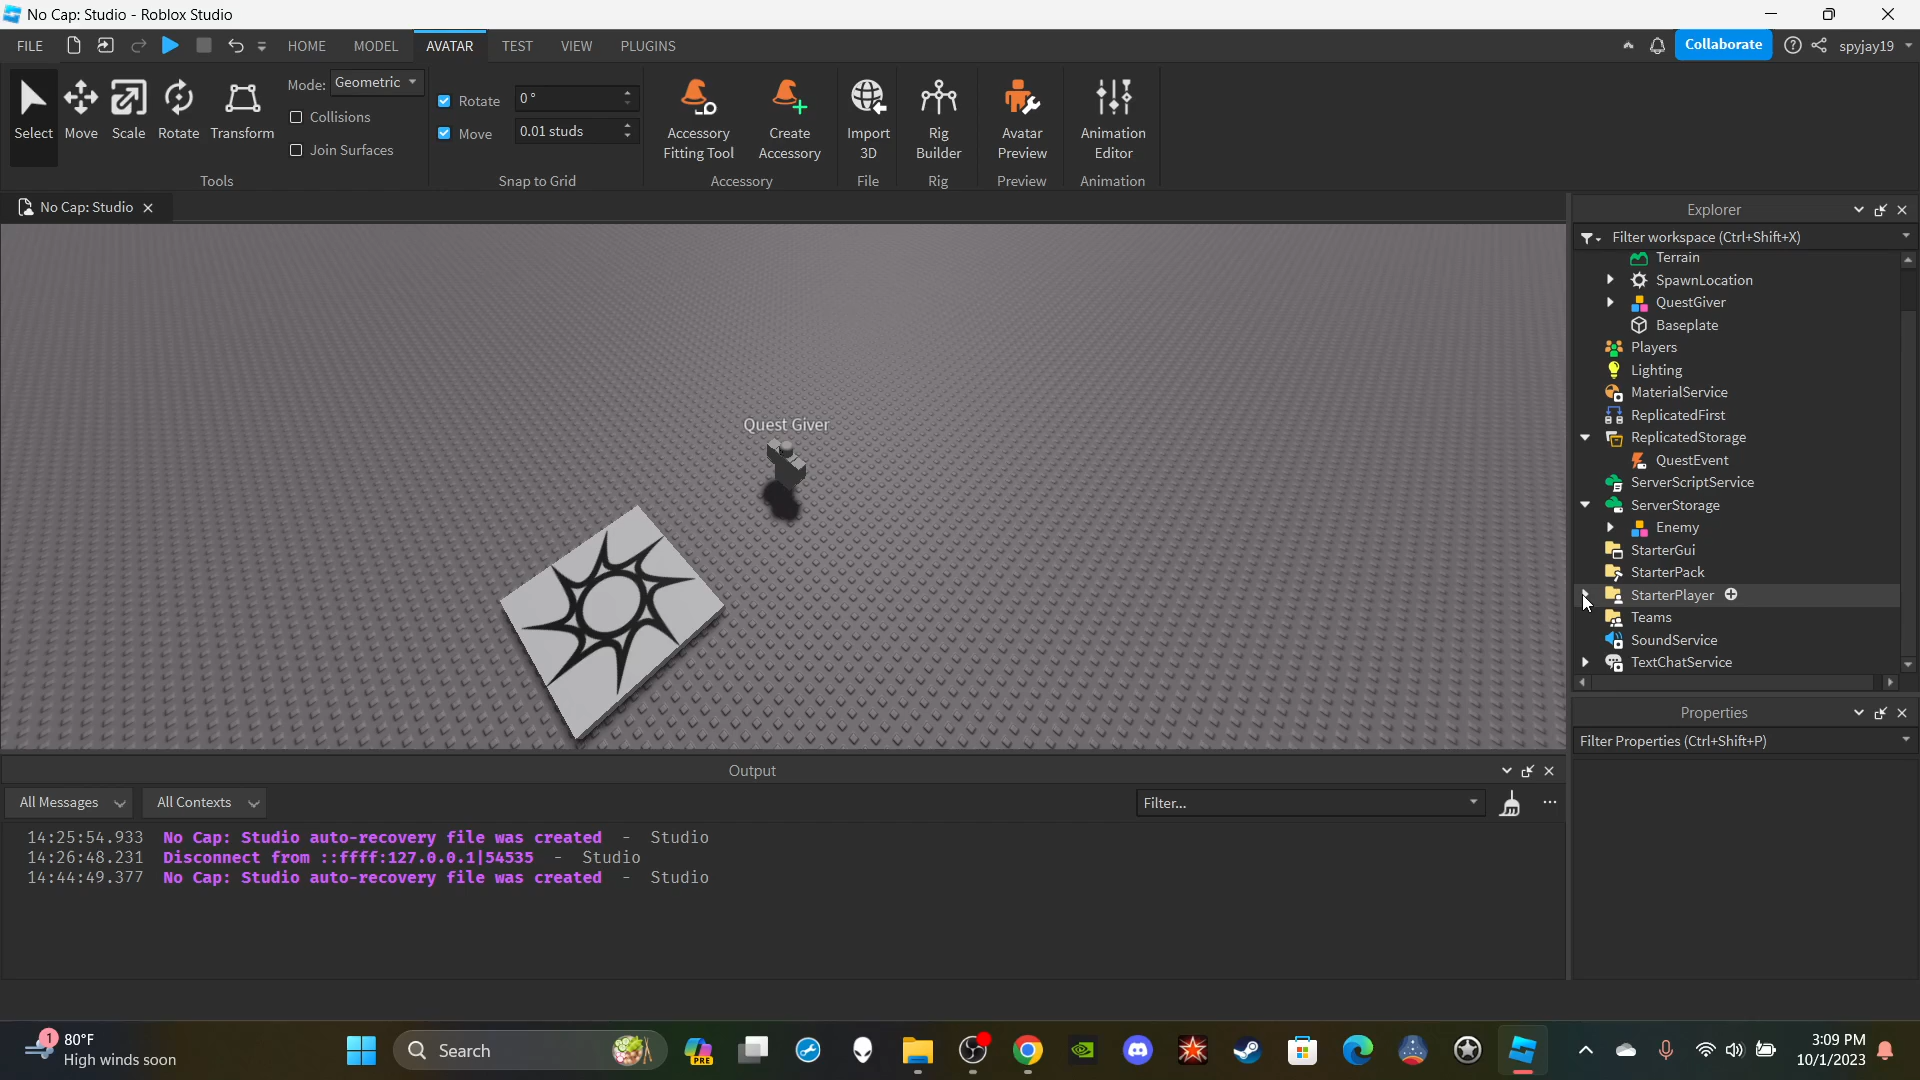 No Cap: Studio - Roblox Studio
FILE HOME MODEL AVATAR TEST VIEW PLUGINS Collaborate spyjay19
Select Move Scale Rotate Transform
Mode: Geometric
Collisions
Join Surfaces
Tools
Rotate 0 °
Move 0.01 studs
Snap to Grid
Accessory Fitting Tool
Create Accessory
Accessory
Import 3D
File
Rig Builder
Rig
Avatar Preview
Preview
Animation Editor
Animation
No Cap: Studio
Quest Giver
Explorer
Filter workspace (Ctrl+Shift+X)
Terrain
SpawnLocation
QuestGiver
Baseplate
Players
Lighting
MaterialService
ReplicatedFirst
ReplicatedStorage
QuestEvent
ServerScriptService
ServerStorage
Enemy
StarterGui
StarterPack
StarterPlayer
Teams
SoundService
TextChatService
Properties
Filter Properties (Ctrl+Shift+P)
Output
All Messages All Contexts Filter...
14:25:54.933 No Cap: Studio auto-recovery file was created - Studio
14:26:48.231 Disconnect from ::ffff:127.0.0.1|54535 - Studio
14:44:49.377 No Cap: Studio auto-recovery file was created - Studio
1
80°F
High winds soon
Search
PRE
3:09 PM
10/1/2023